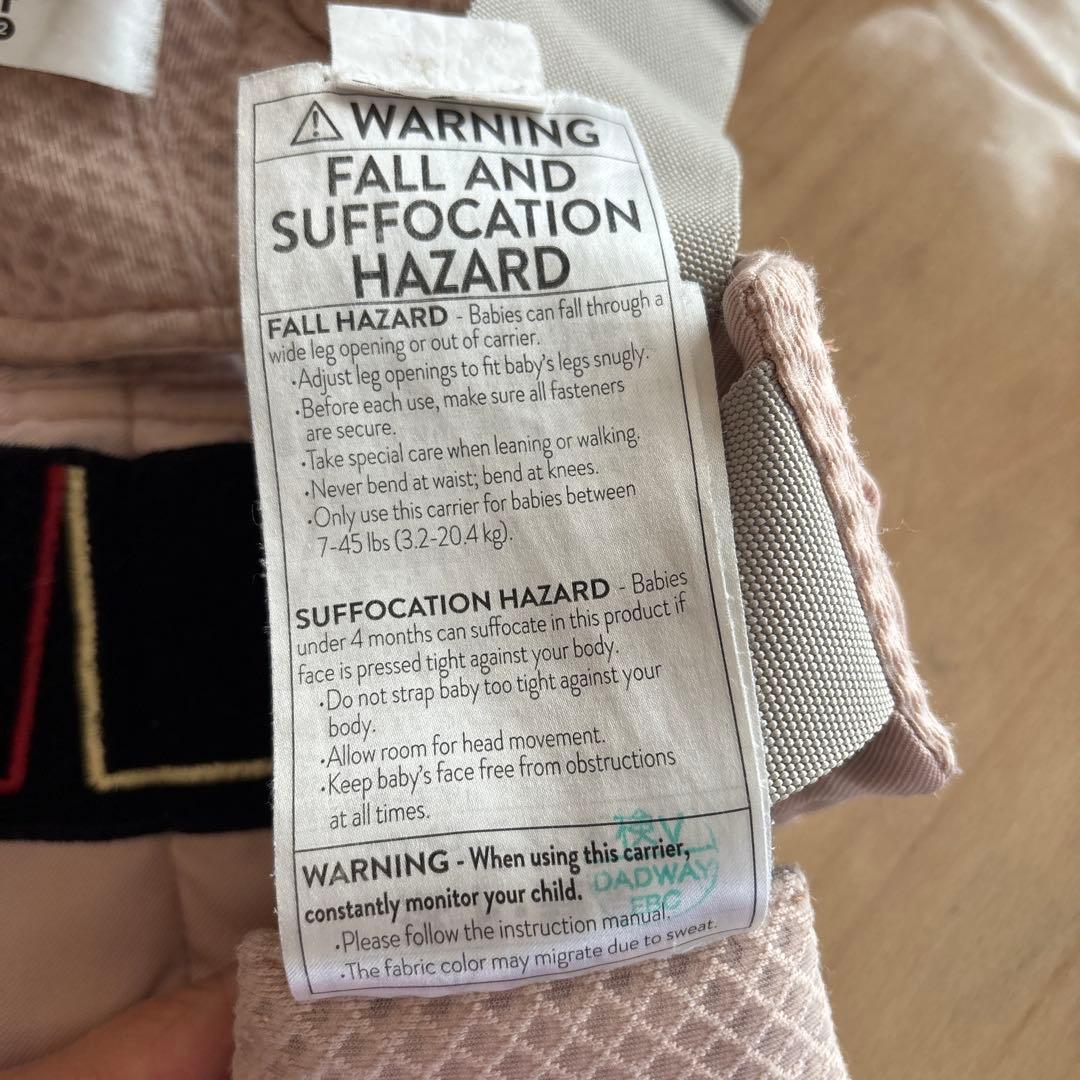 WARNING
FALL AND
SUFFOCATION
HAZARD
FALL HAZARD - Babies can fall through a
wide leg opening or out of carrier.
·Adjust leg openings to fit baby's legs snugly.
·Before each use, make sure all fasteners
are secure.
·Take special care when leaning or walking.
·Never bend at waist; bend at knees.
·Only use this carrier for babies between
7-45 lbs (3.2-20.4 kg).
SUFFOCATION HAZARD - Babies
under 4 months can suffocate in this product if
face is pressed tight against your body.
·Do not strap baby too tight against your
body.
·Allow room for head movement.
·Keep baby's face free from obstructions
at all times.
WARNING - When using this carrier,
constantly monitor your child.
·Please follow the instruction manual.
·The fabric color may migrate due to sweat.
検V
DADWAY
EBC